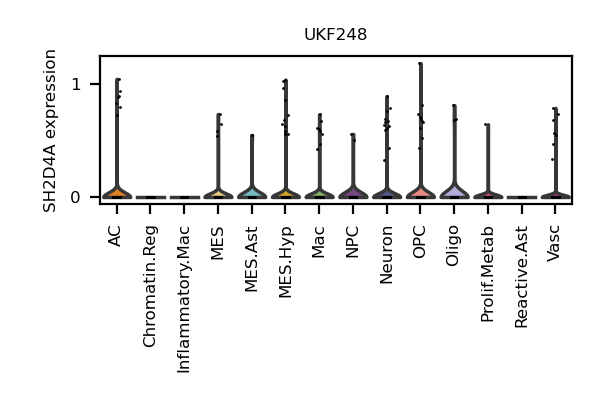 UKF248
SH2D4A expression
1
0
AC
Chromatin.Reg
Inflammatory.Mac
MES
MES.Ast
MES.Hyp
Mac
NPC
Neuron
OPC
Oligo
Prolif.Metab
Reactive.Ast
Vasc